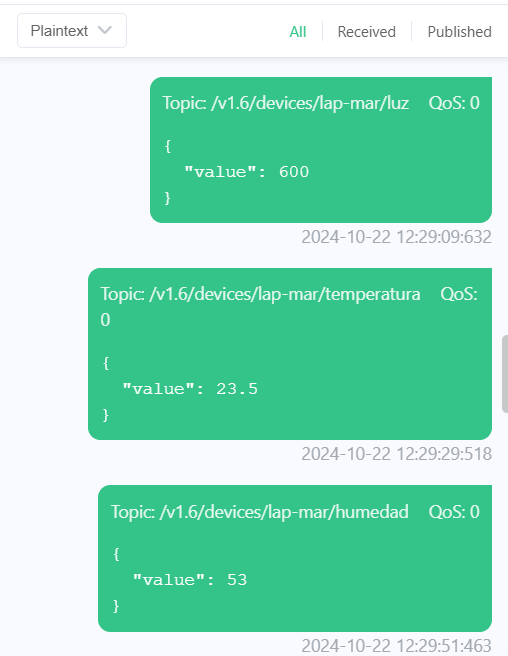 Plaintext All Received Published
Topic: /v1.6/devices/lap-mar/luz QoS: 0
{
"value": 600
}
2024-10-22 12:29:09:632
Topic: /v1.6/devices/lap-mar/temperatura QoS:
0
{
"value": 23.5
}
2024-10-22 12:29:29:518
Topic: /v1.6/devices/lap-mar/humedad QoS: 0
{
"value": 53
}
2024-10-22 12:29:51:463